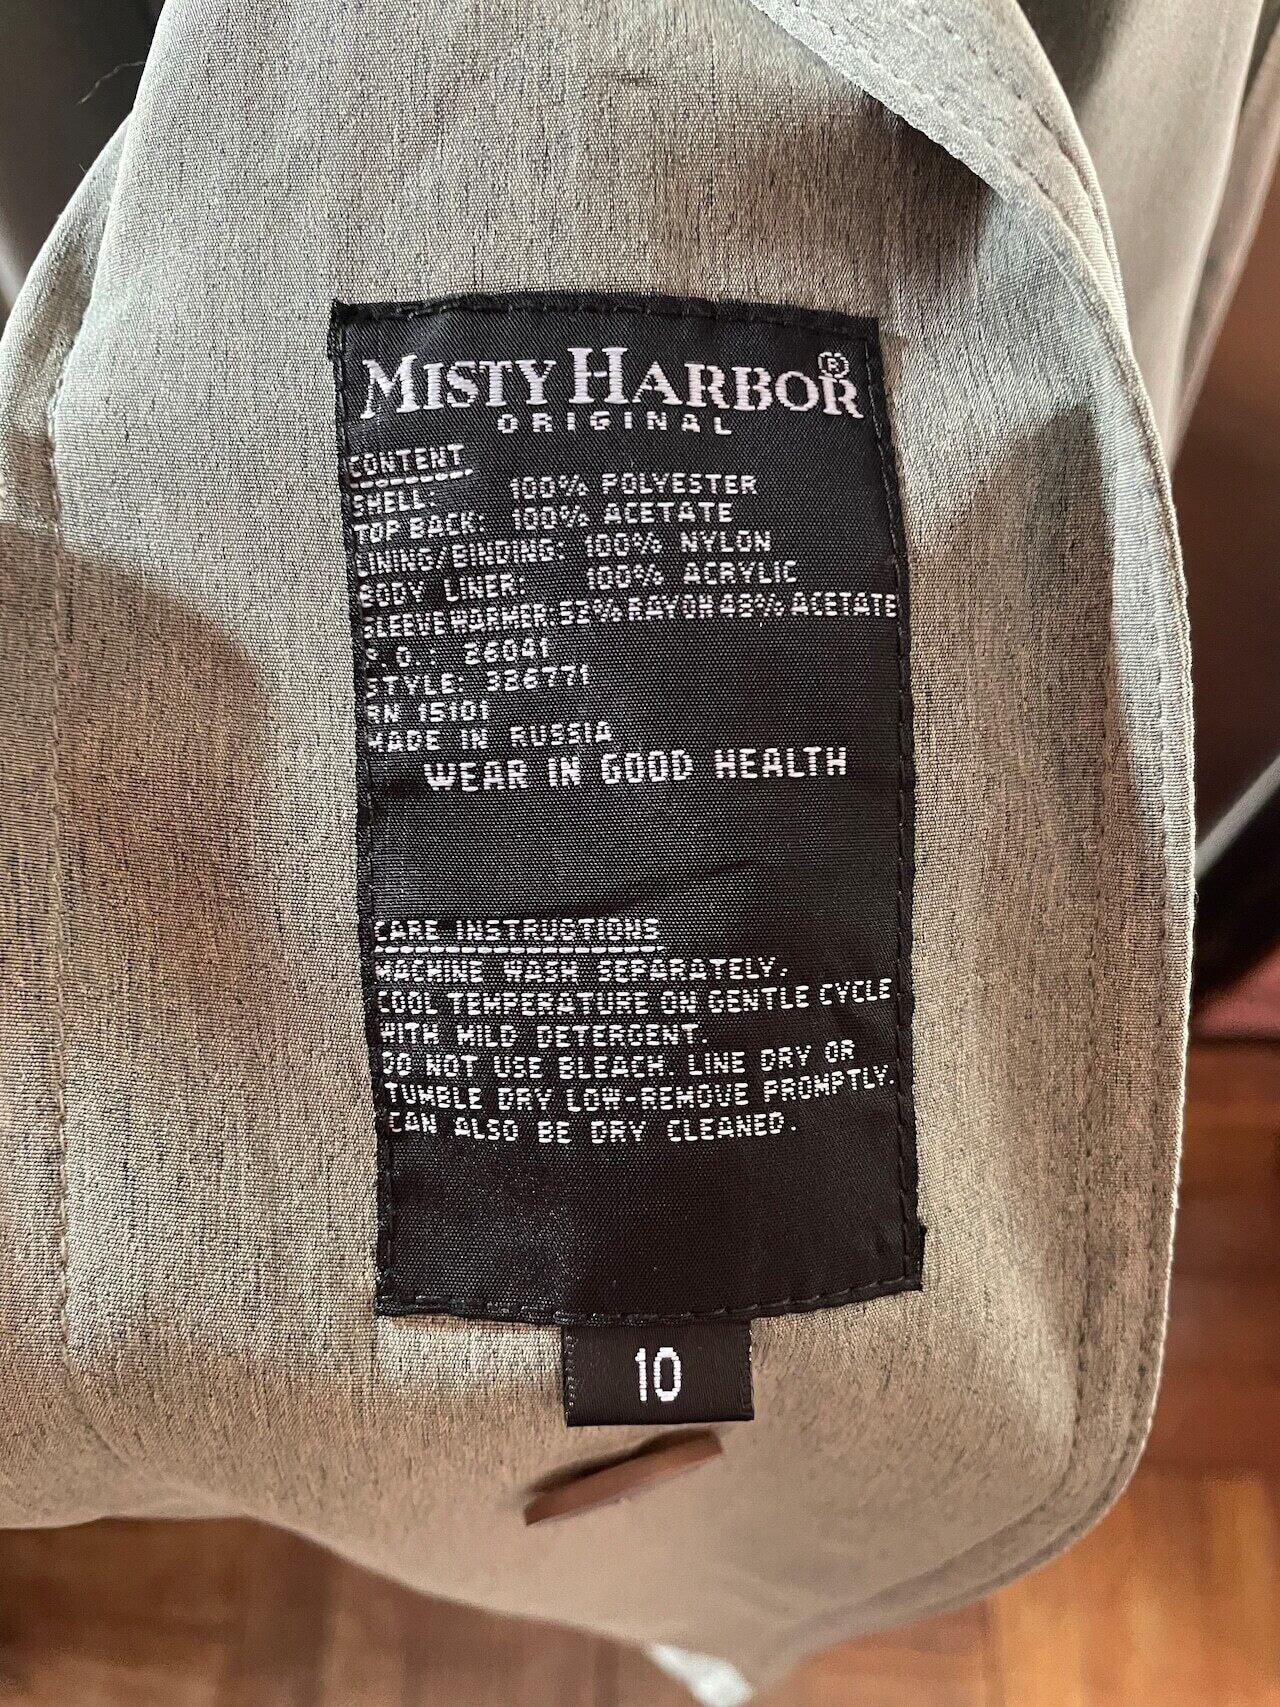 MISTY HARBOR®
ORIGINAL
CONTENT
SHELL: 100% POLYESTER
TOP BACK: 100% ACETATE
LINING/BINDING: 100% NYLON
BODY LINER: 100% ACRYLIC
SLEEVE WARMER: 52% RAYON 48% ACETATE
P.O.: 26041
STYLE: 336771
RN 15101
MADE IN RUSSIA
WEAR IN GOOD HEALTH
CARE INSTRUCTIONS
MACHINE WASH SEPARATELY.
COOL TEMPERATURE ON GENTLE CYCLE
WITH MILD DETERGENT.
DO NOT USE BLEACH. LINE DRY OR
TUMBLE DRY LOW-REMOVE PROMPTLY.
CAN ALSO BE DRY CLEANED.
10